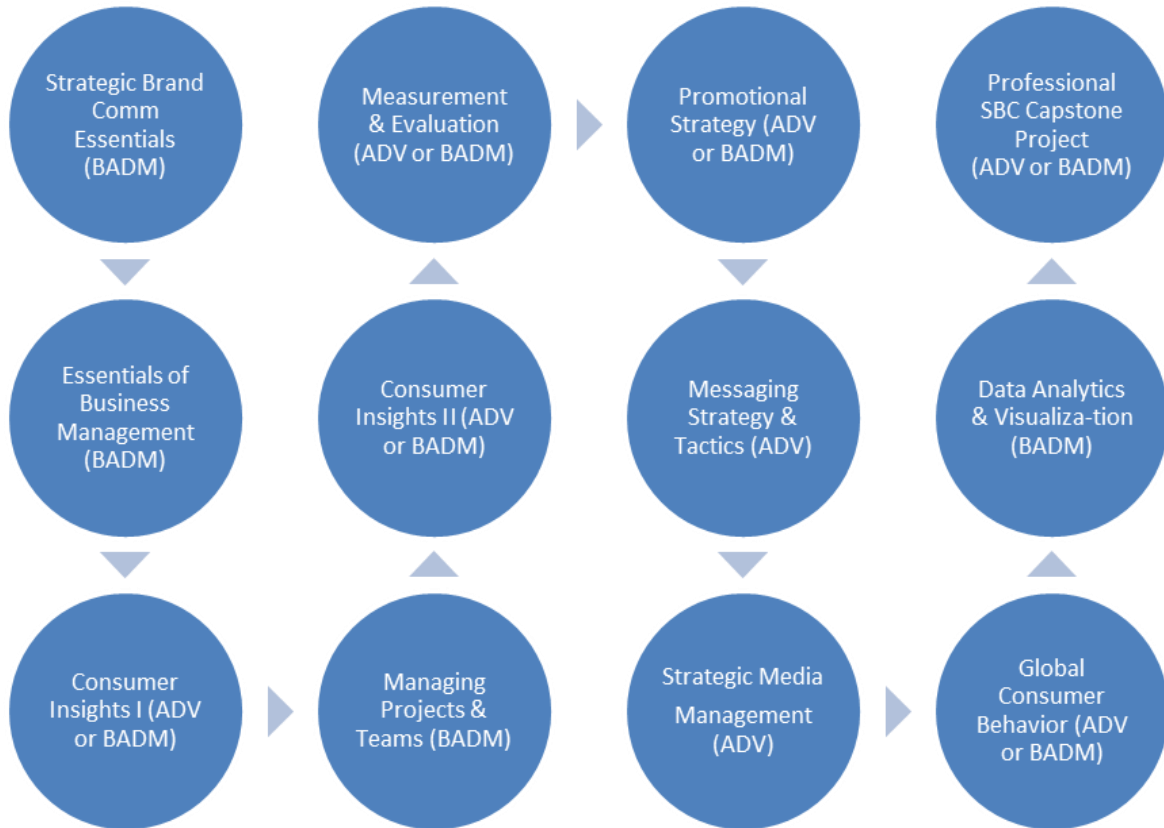 Strategic Brand
Comm
Essentials
(BADM)
Essentials of
Business
Management
(BADM)
Consumer
Insights I (ADV
or BADM)
Managing
Projects &
Teams (BADM)
Consumer
Insights II (ADV
or BADM)
Measurement
& Evaluation
(ADV or BADM)
Promotional
Strategy (ADV
or BADM)
Messaging
Strategy &
Tactics (ADV)
Strategic Media
Management
(ADV)
Global
Consumer
Behavior (ADV
or BADM)
Data Analytics
& Visualiza-tion
(BADM)
Professional
SBC Capstone
Project
(ADV or BADM)